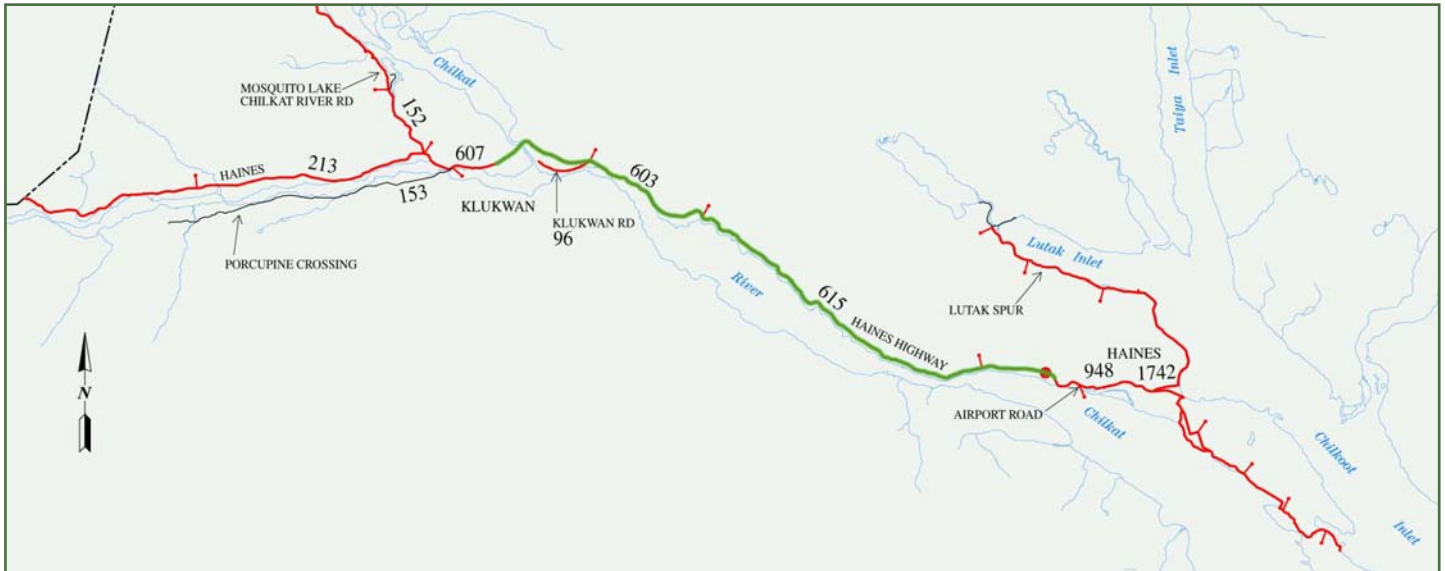 Chilkat
Taiya Inlet
MOSQUITO LAKE
CHILKAT RIVER RD
152
607
HAINES
213
603
153
KLUKWAN
KLUKWAN RD
96
Lutak Inlet
PORCUPINE CROSSING
River
615
LUTAK SPUR
HAINES HIGHWAY
HAINES
948
1742
N
AIRPORT ROAD
Chilkat
Chilkoot
Inlet